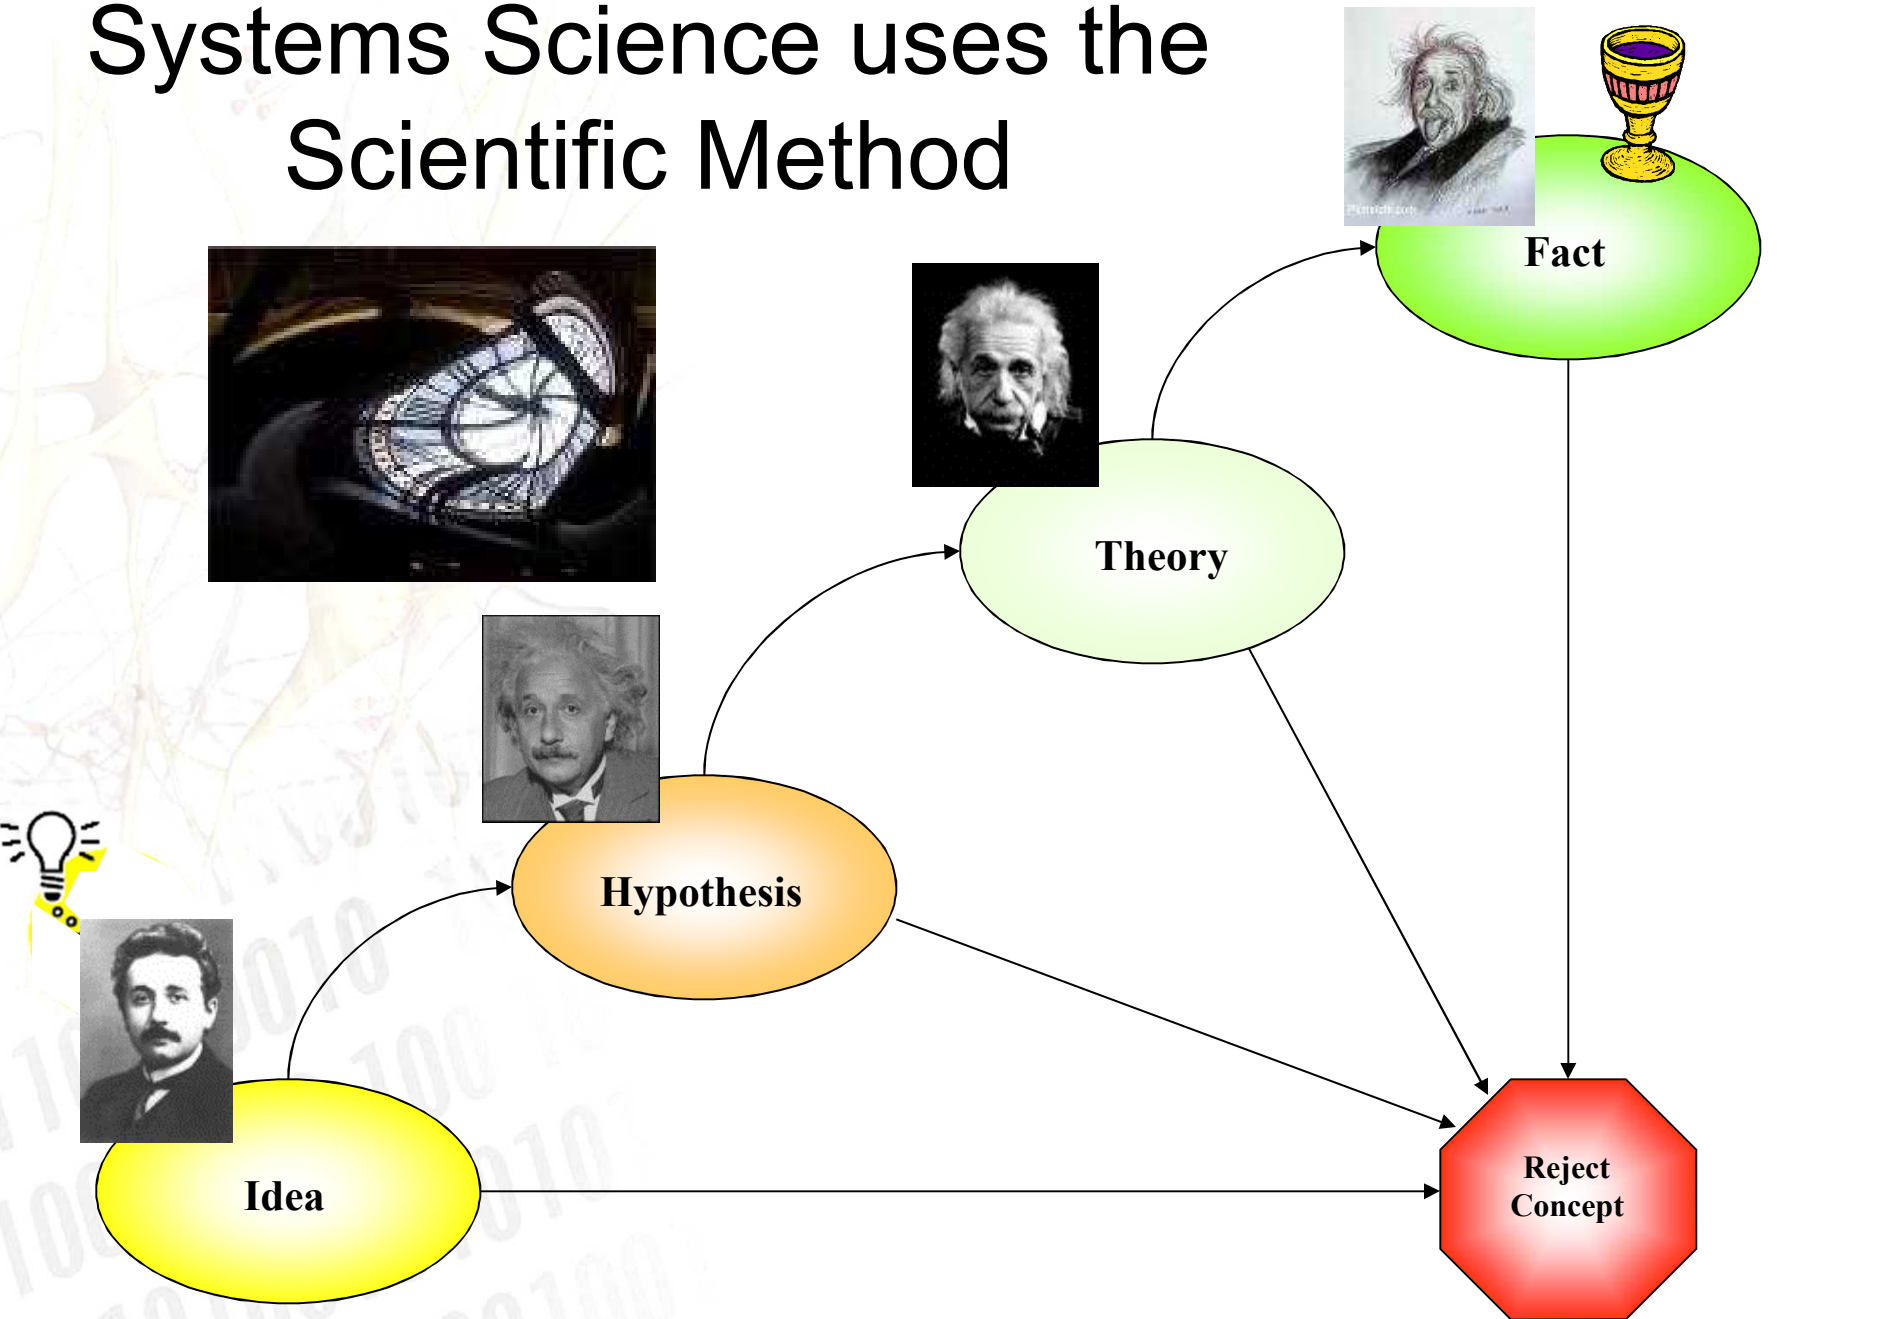 Systems Science uses the
Scientific Method
Fact
Theory
Hypothesis
Idea
Reject
Concept